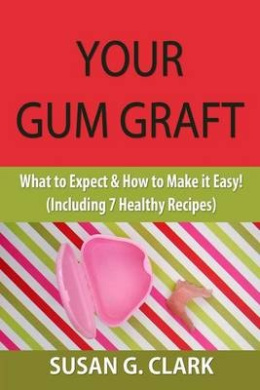 YOUR
GUM GRAFT
What to Expect & How to Make it Easy!
(Including 7 Healthy Recipes)
SUSAN G. CLARK